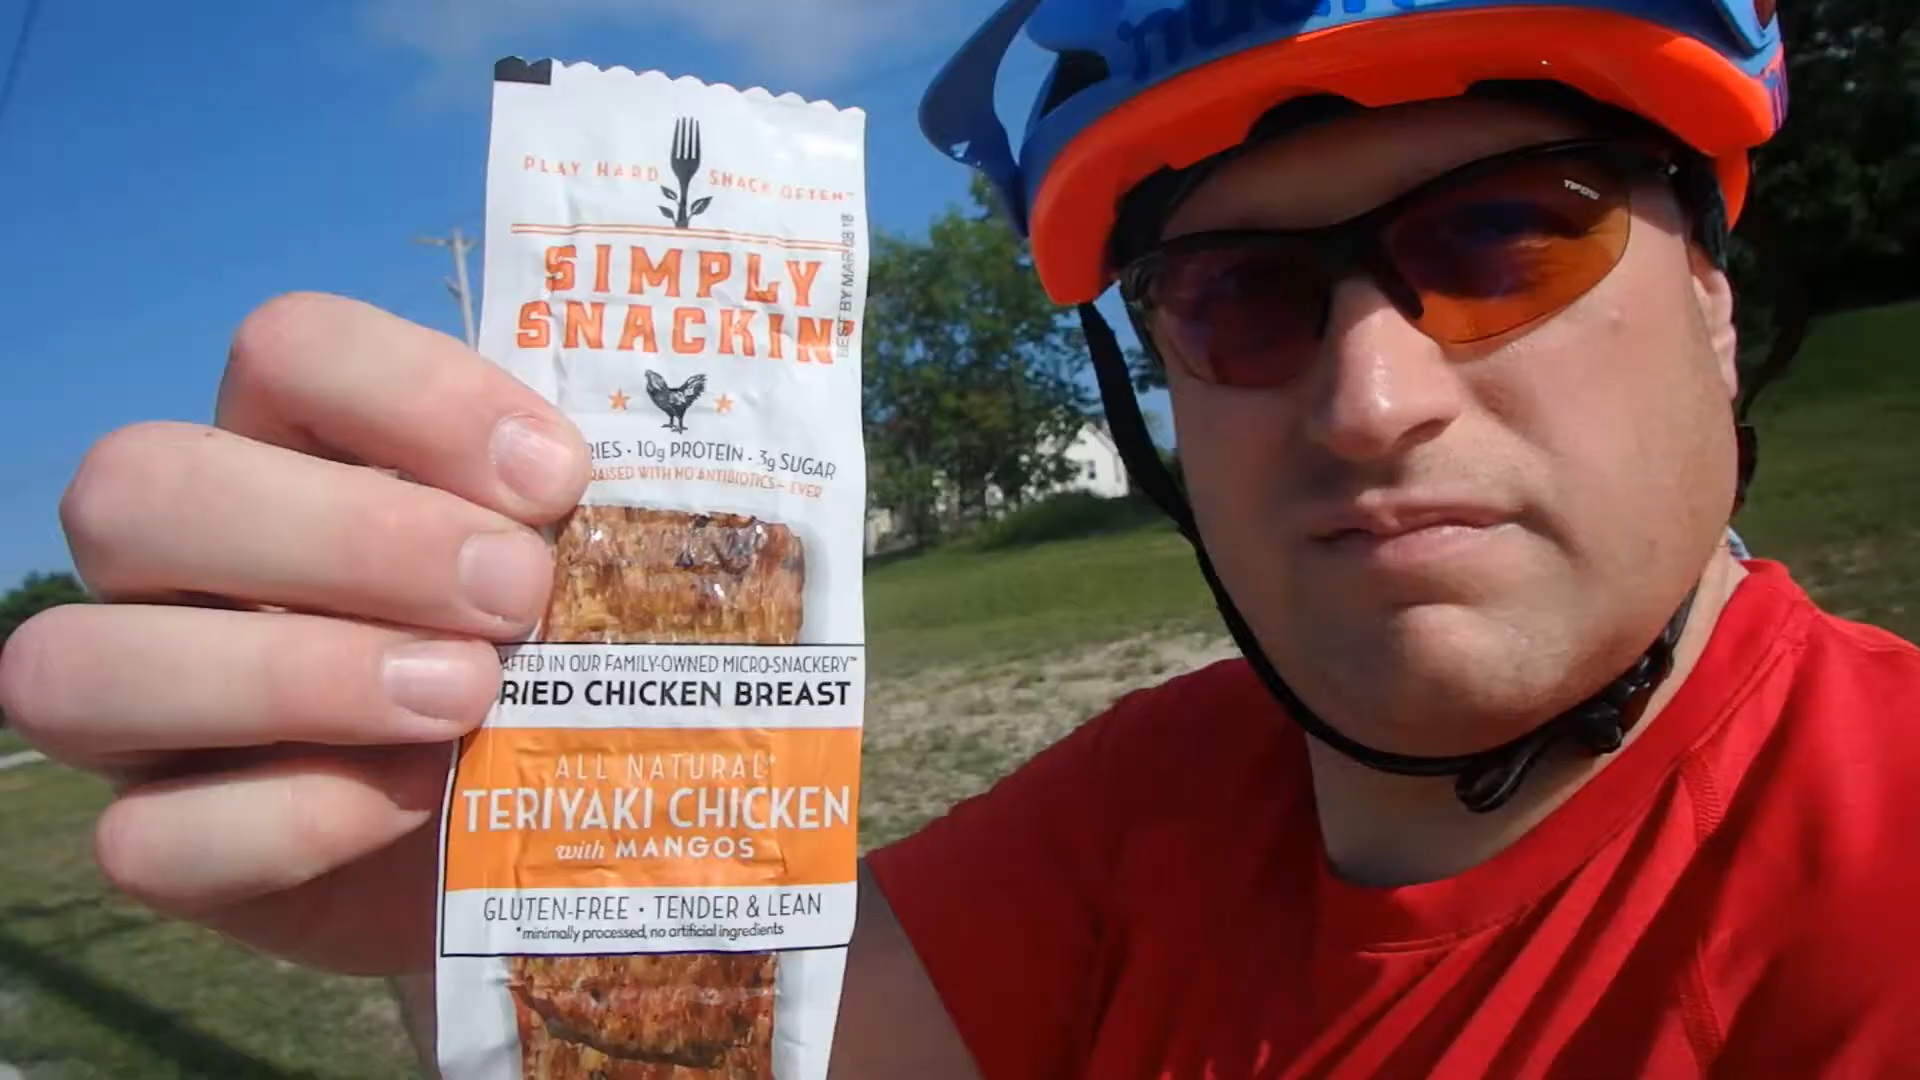 PLAY HARD SNACK OFTEN™
SIMPLY
SNACKIN'
BEST BY MAR 08 18
RIES · 10g PROTEIN · 3g SUGAR
RAISED WITH NO ANTIBIOTICS – EVER
AFTED IN OUR FAMILY-OWNED MICRO-SNACKERY™
RIED CHICKEN BREAST
ALL NATURAL*
TERIYAKI CHICKEN
with MANGOS
GLUTEN-FREE · TENDER & LEAN
*minimally processed, no artificial ingredients